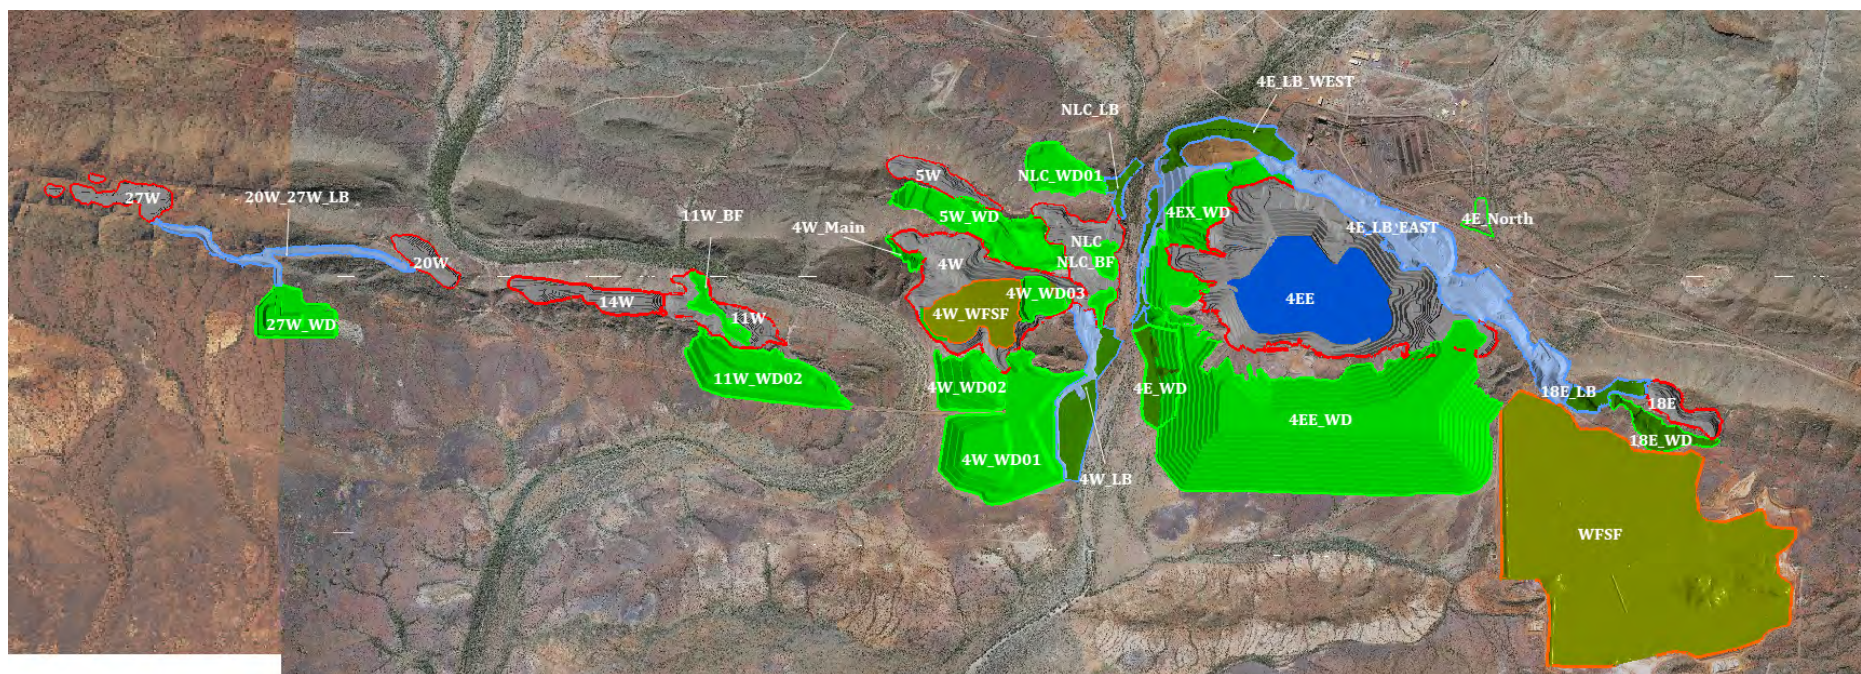 4E_LB_WEST
NLC_LB
5W
NLC_WD01
27W
20W_27W_LB
11W_BF
5W_WD
4EX_WD
4E_North
4W_Main
4E_LB_EAST
NLC
NLC_BF
20W
4W
14W
4W_WD03
4EE
4W_WFSF
11W
27W_WD
11W_WD02
4W_WD02
4E_WD
18E_LB
18E
4EE_WD
18E_WD
4W_WD01
4W_LB
WFSF